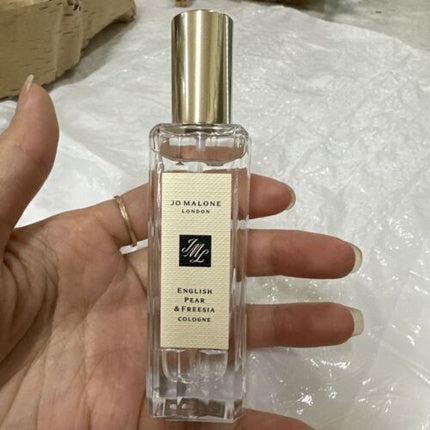 JO MALONE
LONDON
JML
ENGLISH
PEAR
& FREESIA
COLOGNE